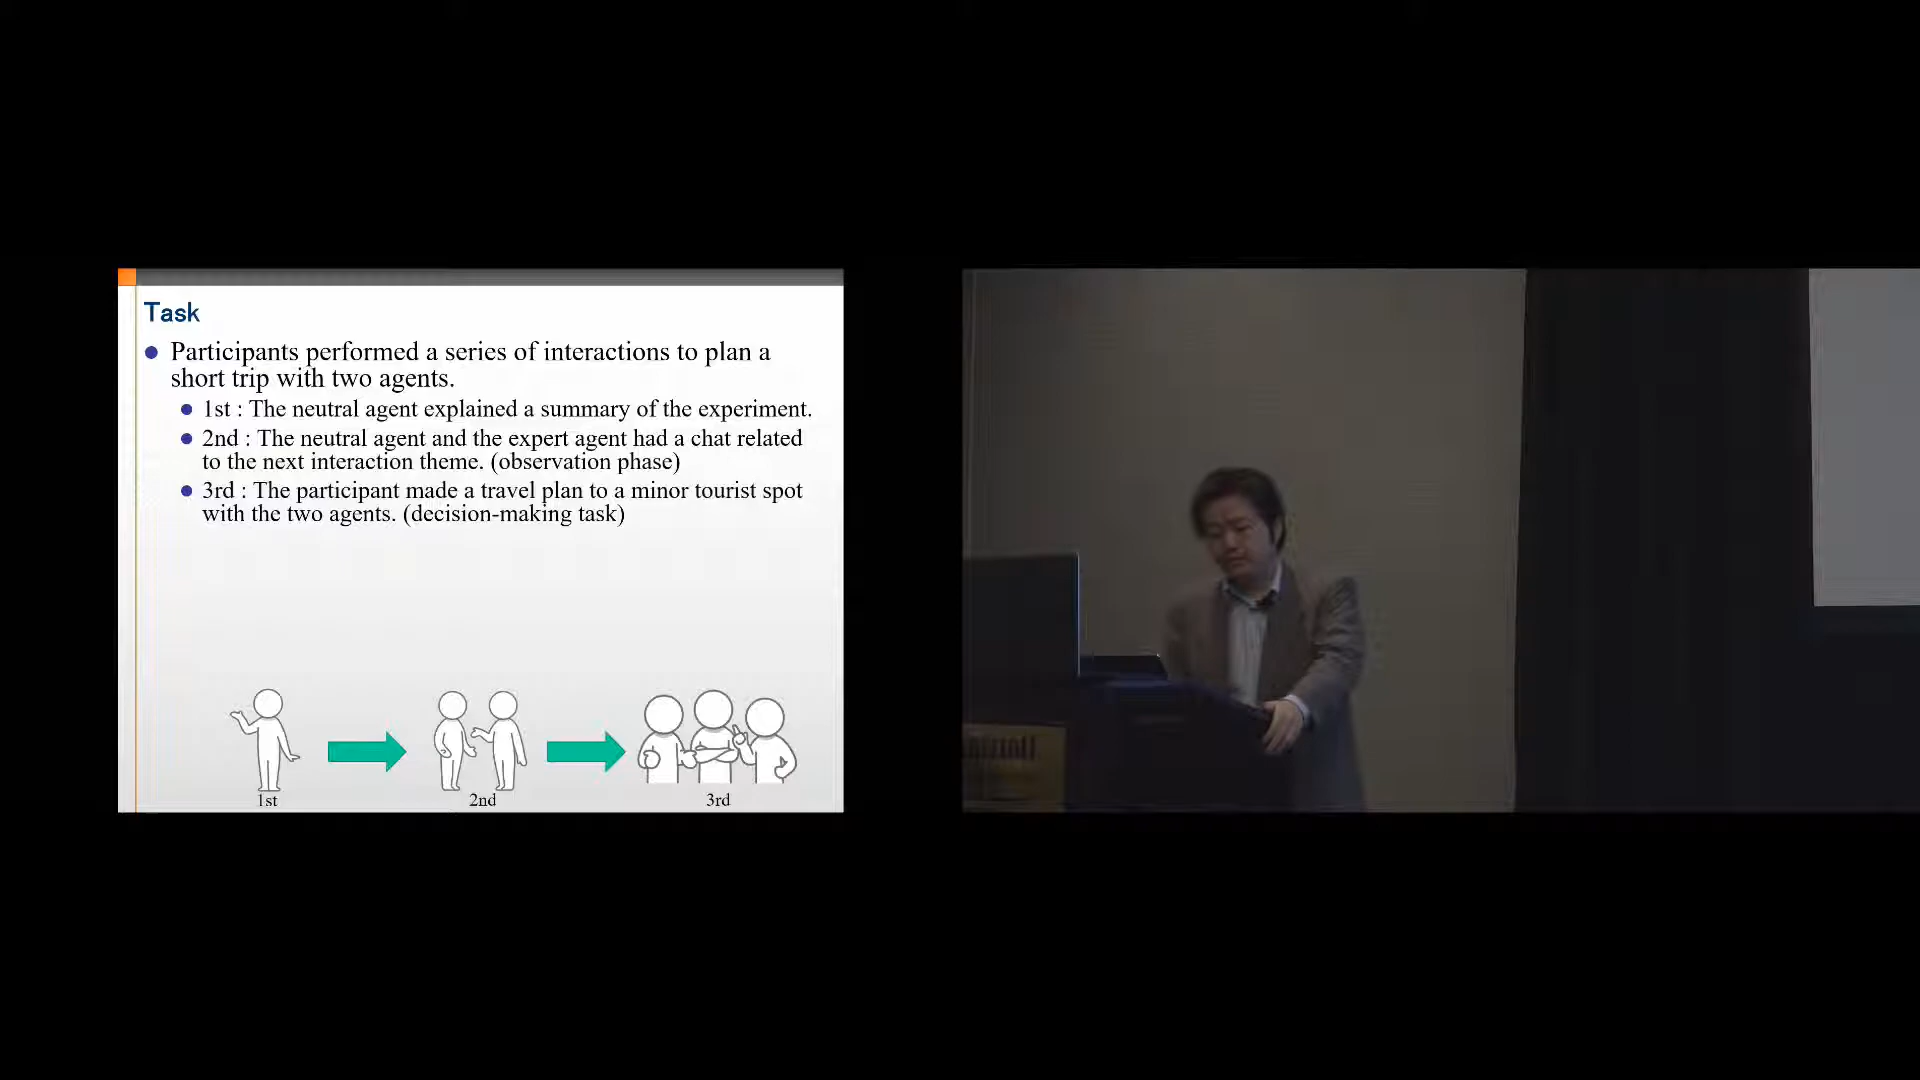 Task
Participants performed a series of interactions to plan a
short trip with two agents.
1st : The neutral agent explained a summary of the experiment.
2nd : The neutral agent and the expert agent had a chat related
to the next interaction theme. (observation phase)
3rd : The participant made a travel plan to a minor tourist spot
with the two agents. (decision-making task)
1st
2nd
3rd